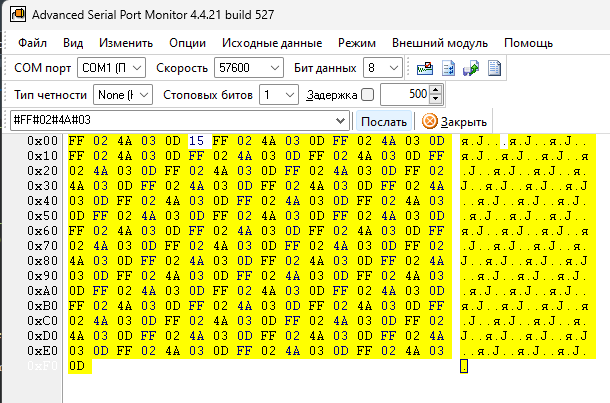 Advanced Serial Port Monitor 4.4.21 build 527
Файл Вид Изменить Опции Исходные данные Режим Внешний модуль Помощь
COM порт COM1 (П Скорость 57600 Бит данных 8
Тип четности None (Н Стоповых битов 1 Задержка 500
#FF#02#4A#03 Послать Закрыть
0x00 FF 02 4A 03 0D 15 FF 02 4A 03 0D FF 02 4A 03 0D я.J...я.J..я.J..
0x10 FF 02 4A 03 0D FF 02 4A 03 0D FF 02 4A 03 0D FF я.J..я.J..я.J..я
0x20 02 4A 03 0D FF 02 4A 03 0D FF 02 4A 03 0D FF 02 .J..я.J..я.J..я.
0x30 4A 03 0D FF 02 4A 03 0D FF 02 4A 03 0D FF 02 4A J..я.J..я.J..я.J
0x40 03 0D FF 02 4A 03 0D FF 02 4A 03 0D FF 02 4A 03 ..я.J..я.J..я.J.
0x50 0D FF 02 4A 03 0D FF 02 4A 03 0D FF 02 4A 03 0D .я.J..я.J..я.J..
0x60 FF 02 4A 03 0D FF 02 4A 03 0D FF 02 4A 03 0D FF я.J..я.J..я.J..я
0x70 02 4A 03 0D FF 02 4A 03 0D FF 02 4A 03 0D FF 02 .J..я.J..я.J..я.
0x80 4A 03 0D FF 02 4A 03 0D FF 02 4A 03 0D FF 02 4A J..я.J..я.J..я.J
0x90 03 0D FF 02 4A 03 0D FF 02 4A 03 0D FF 02 4A 03 ..я.J..я.J..я.J.
0xA0 0D FF 02 4A 03 0D FF 02 4A 03 0D FF 02 4A 03 0D .я.J..я.J..я.J..
0xB0 FF 02 4A 03 0D FF 02 4A 03 0D FF 02 4A 03 0D FF я.J..я.J..я.J..я
0xC0 02 4A 03 0D FF 02 4A 03 0D FF 02 4A 03 0D FF 02 .J..я.J..я.J..я.
0xD0 4A 03 0D FF 02 4A 03 0D FF 02 4A 03 0D FF 02 4A J..я.J..я.J..я.J
0xE0 03 0D FF 02 4A 03 0D FF 02 4A 03 0D FF 02 4A 03 ..я.J..я.J..я.J.
0xF0 0D .